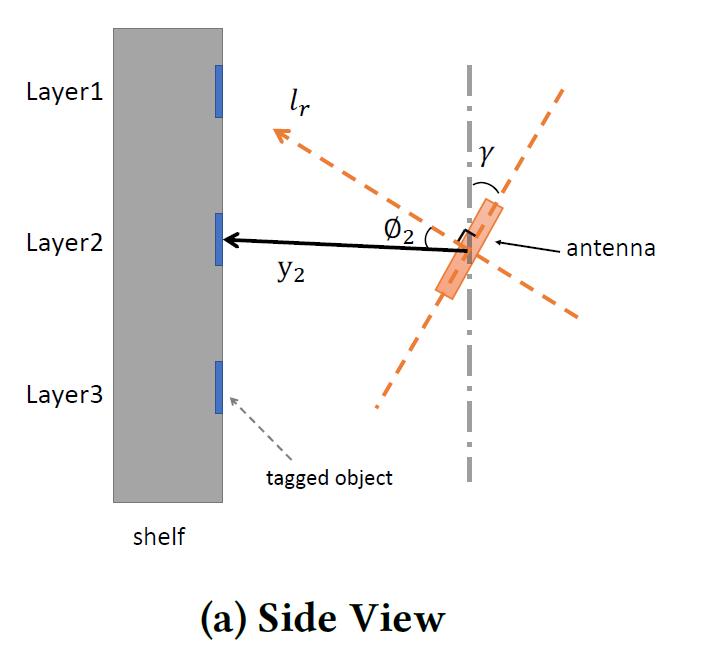 Layer1
l_r
γ
Layer2
Ø₂
antenna
y₂
Layer3
tagged object
shelf
(a) Side View